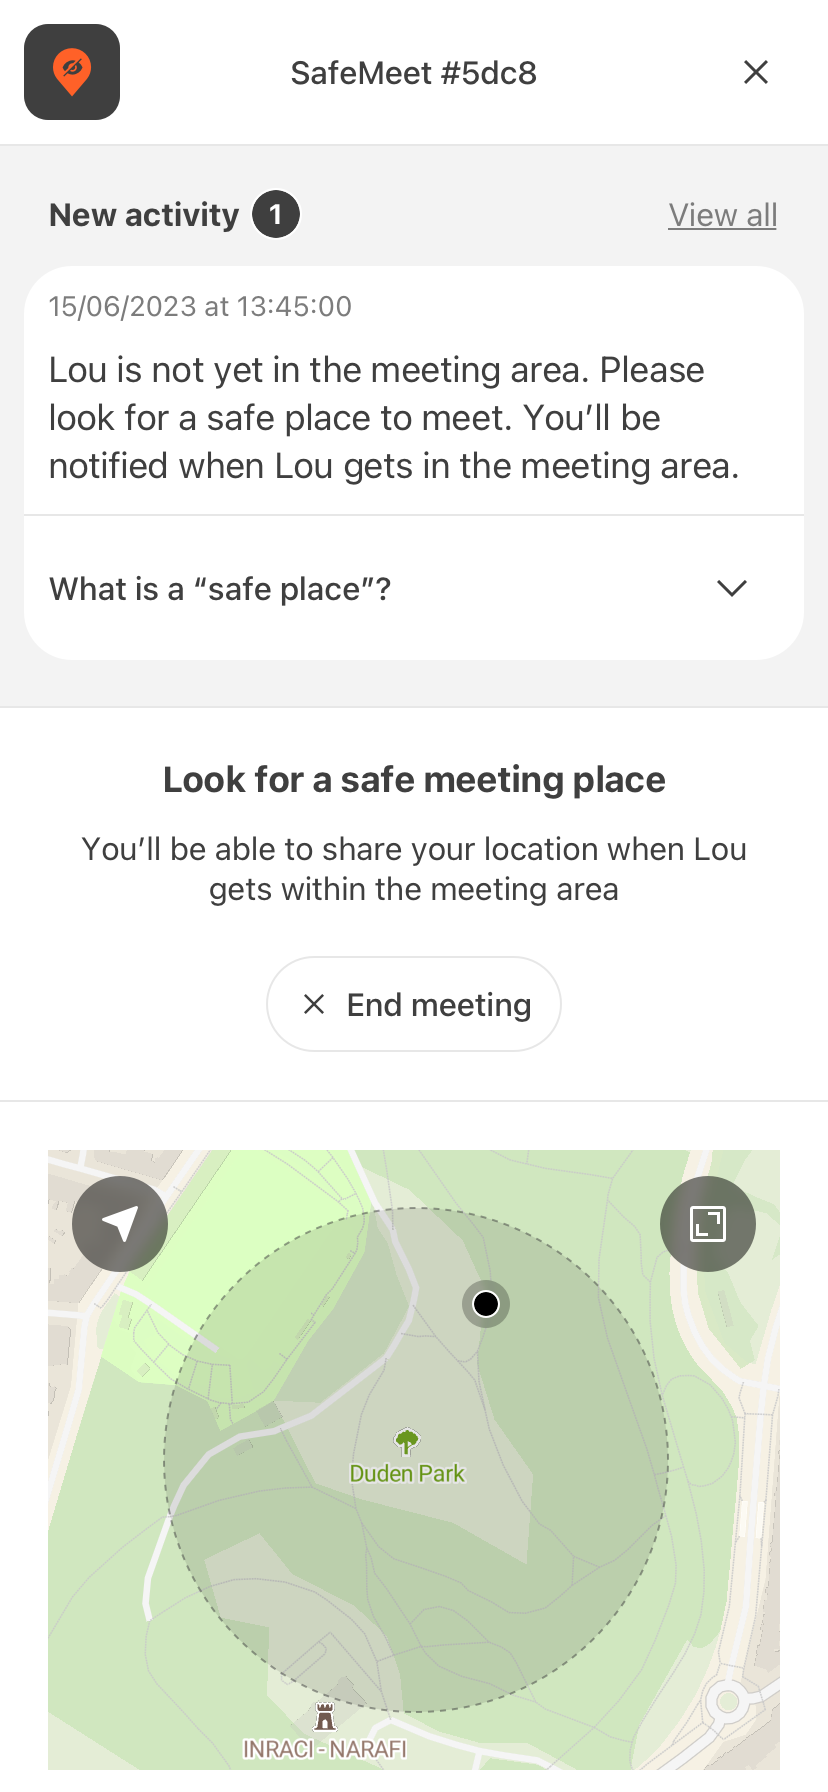 SafeMeet #5dc8
New activity 1
View all
15/06/2023 at 13:45:00
Lou is not yet in the meeting area. Please
look for a safe place to meet. You’ll be
notified when Lou gets in the meeting area.
What is a “safe place”?
Look for a safe meeting place
You’ll be able to share your location when Lou
gets within the meeting area
End meeting
Duden Park
INRACI - NARAFI